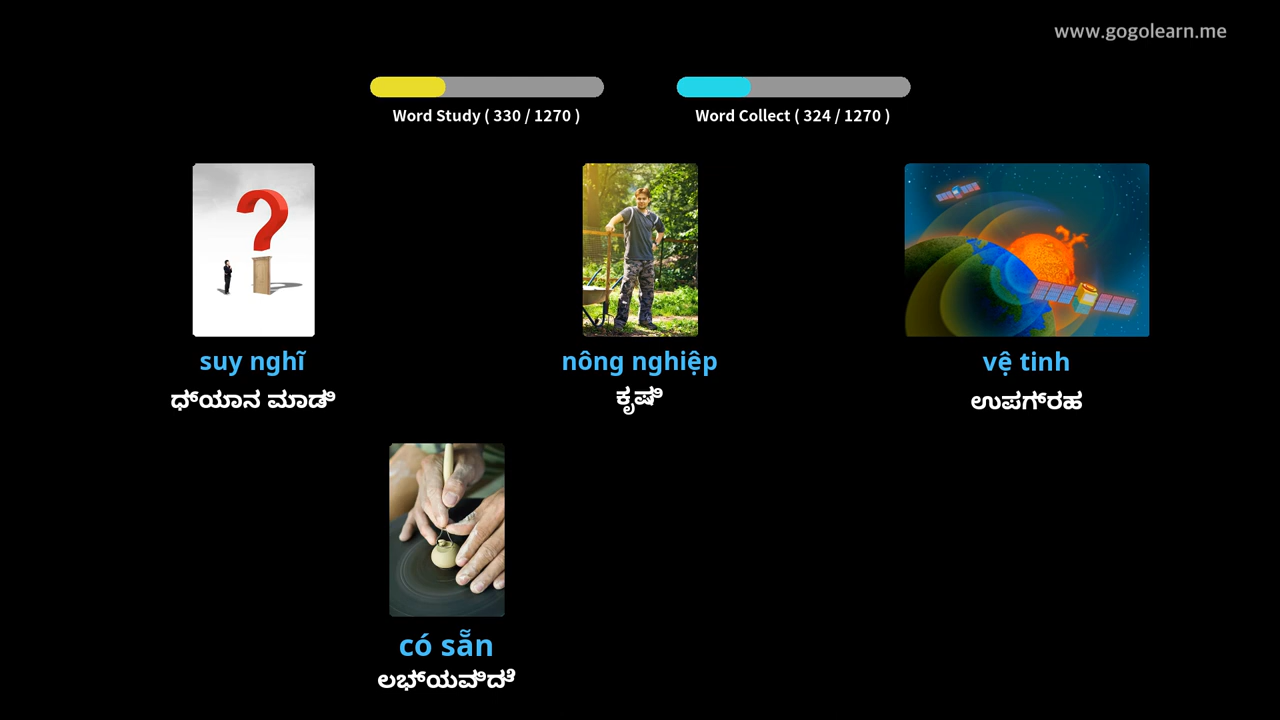 www.gogolearn.me
Word Study ( 330 / 1270 )
Word Collect ( 324 / 1270 )
suy nghĩ
ಧ್ಯಾನ ಮಾಡಿ
nông nghiệp
ಕೃಷಿ
vệ tinh
ಉಪಗ್ರಹ
có sẵn
ಲಭ್ಯವಿದೆ